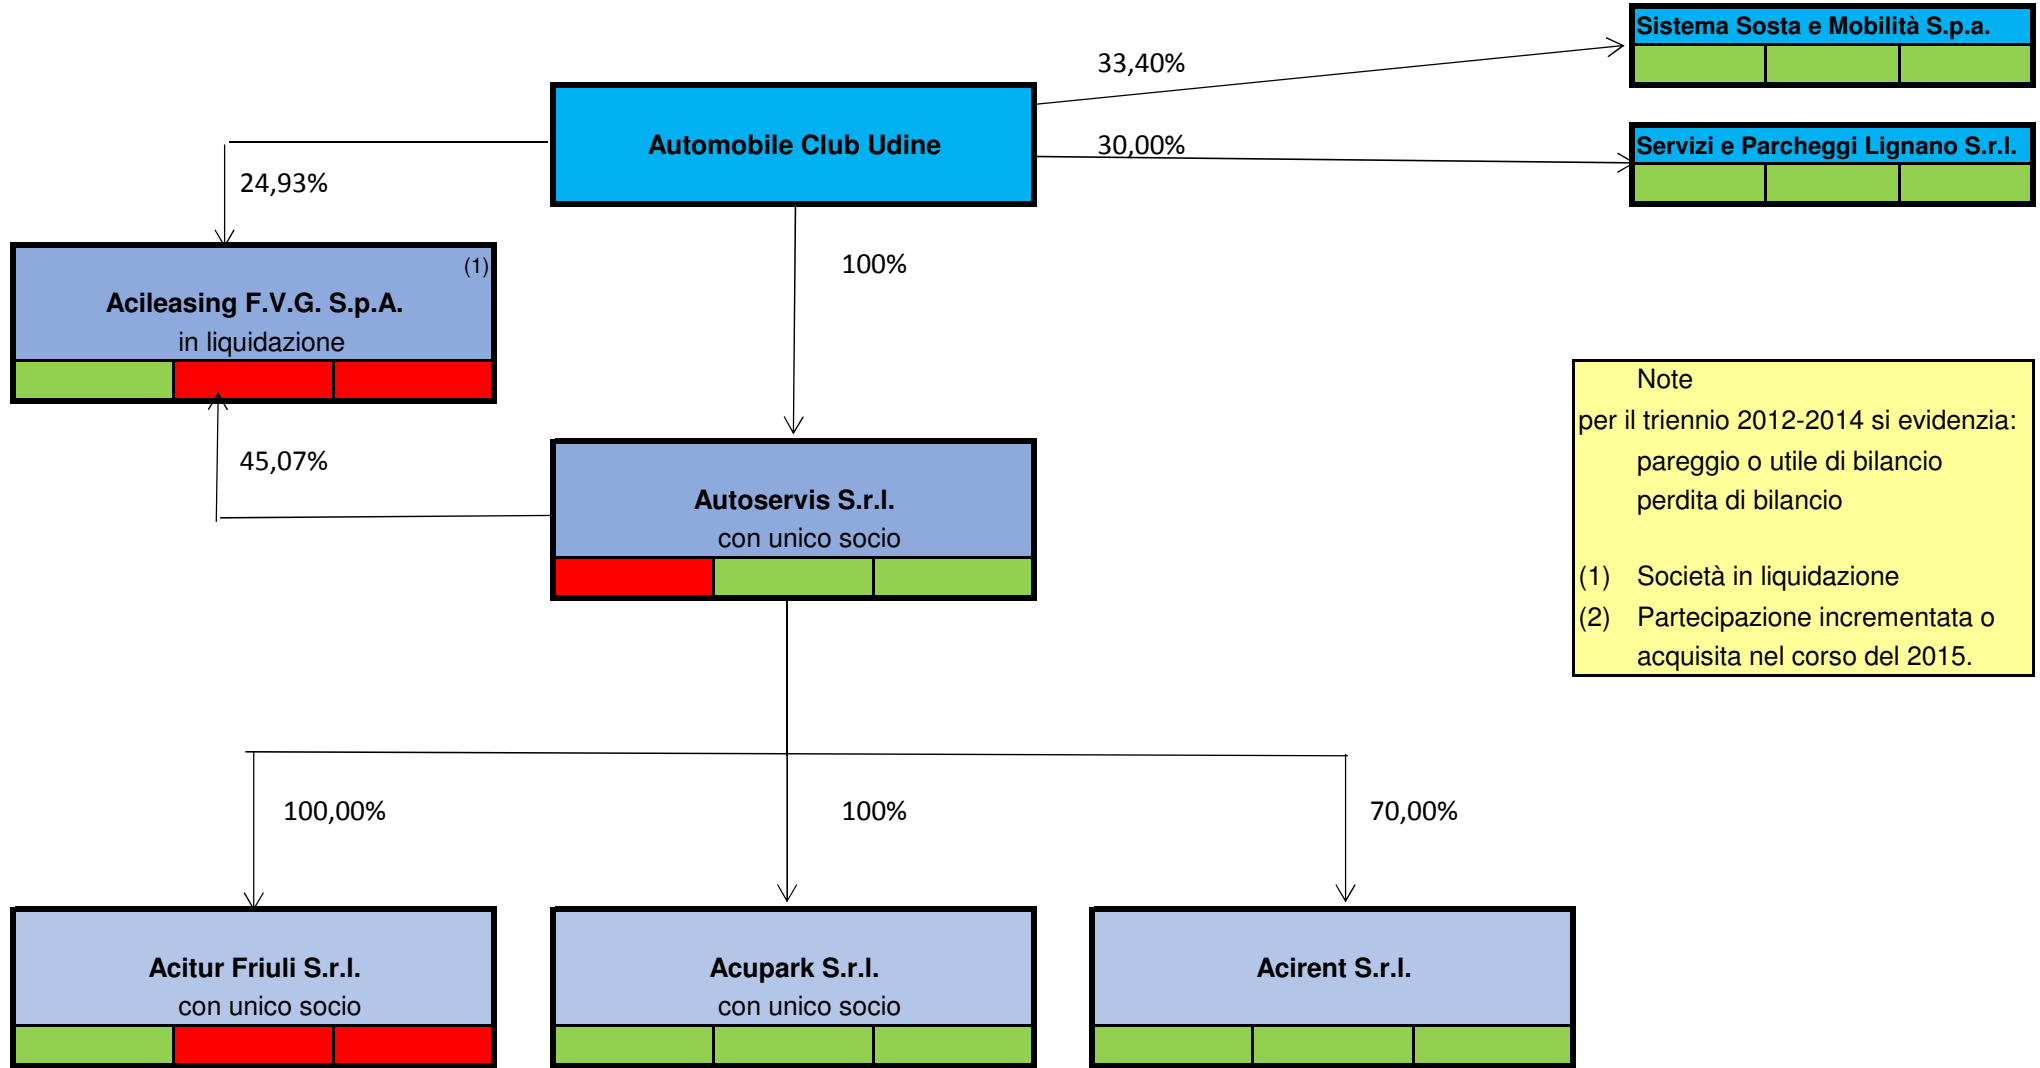 Sistema Sosta e Mobilità S.p.a.
33,40%
Automobile Club Udine
30,00%
Servizi e Parcheggi Lignano S.r.l.
24,93%
100%
(1)
Acileasing F.V.G. S.p.A.
in liquidazione
Note
per il triennio 2012-2014 si evidenzia:
pareggio o utile di bilancio
perdita di bilancio
(1) Società in liquidazione
(2) Partecipazione incrementata o
acquisita nel corso del 2015.
45,07%
Autoservis S.r.l.
con unico socio
100,00%
100%
70,00%
Acitur Friuli S.r.l.
con unico socio
Acupark S.r.l.
con unico socio
Acirent S.r.l.